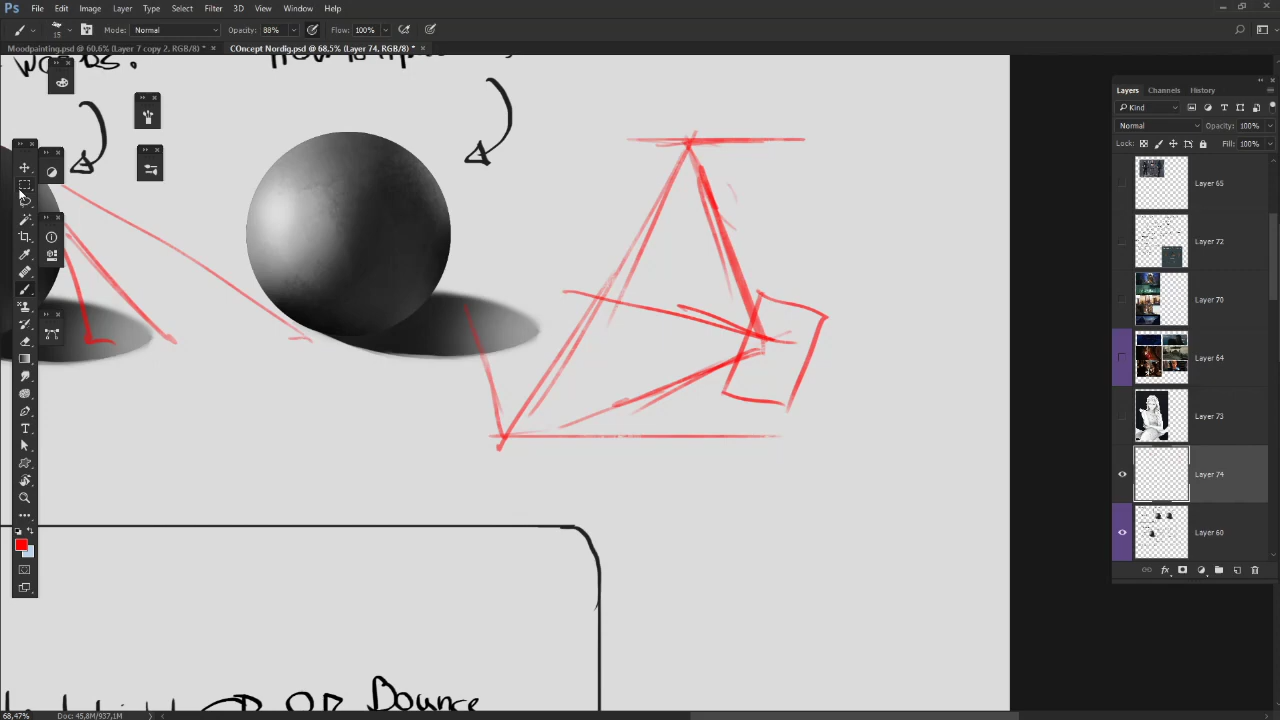 Ps File Edit Image Layer Type Select Filter 3D View Window Help
15 Mode: Normal Opacity: 88% Flow: 100%
Moodpainting.psd @ 60,6% (Layer 7 copy 2, RGB/8) * × COncept Nordig.psd @ 68.5% (Layer 74, RGB/8) * ×
Layers Channels History
Kind
Normal Opacity: 100%
Lock: Fill: 100%
Layer 65
Layer 72
Layer 70
Layer 64
Layer 73
Layer 74
Layer 60
OR Bounce
68,47% Doc: 45,8M/937,1M